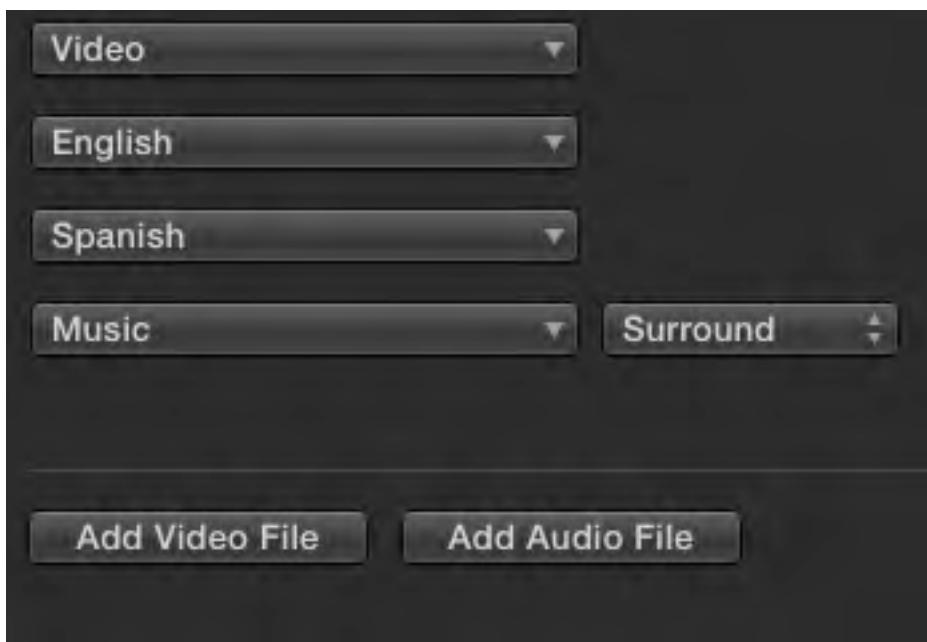 Video
English
Spanish
Music Surround
Add Video File Add Audio File